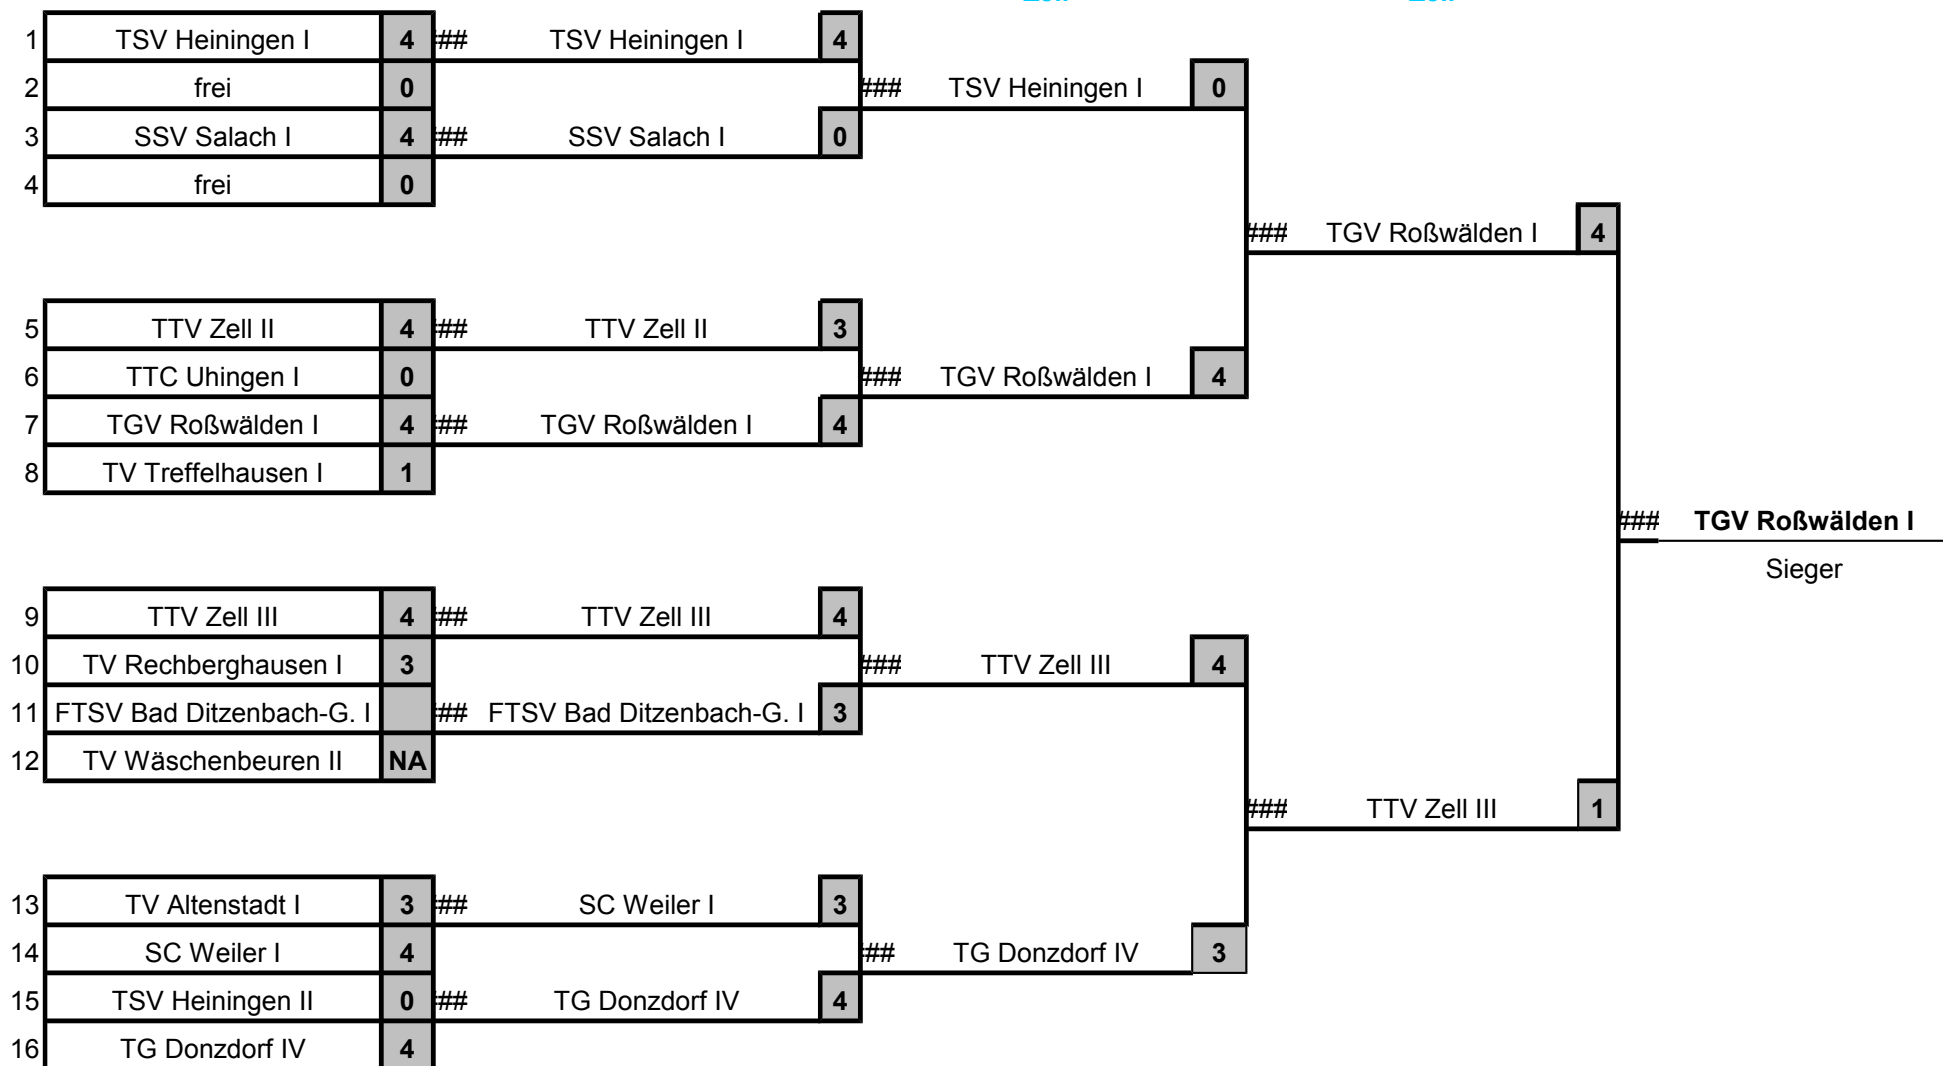 1 TSV Heiningen I 4 ### TSV Heiningen I 4
2 frei 0 ### TSV Heiningen I 0
3 SSV Salach I 4 ### SSV Salach I 0
4 frei 0
### TGV Roßwälden I 4
5 TTV Zell II 4 ### TTV Zell II 3
6 TTC Uhingen I 0 ### TGV Roßwälden I 4
7 TGV Roßwälden I 4 ### TGV Roßwälden I 4
8 TV Treffelhausen I 1
### TGV Roßwälden I
Sieger
9 TTV Zell III 4 ### TTV Zell III 4
10 TV Rechberghausen I 3 ### TTV Zell III 4
11 FTSV Bad Ditzenbach-G. I ### FTSV Bad Ditzenbach-G. I 3
12 TV Wäschenbeuren II NA
### TTV Zell III 1
13 TV Altenstadt I 3 ### SC Weiler I 3
14 SC Weiler I 4 ### TG Donzdorf IV 3
15 TSV Heiningen II 0 ### TG Donzdorf IV 4
16 TG Donzdorf IV 4